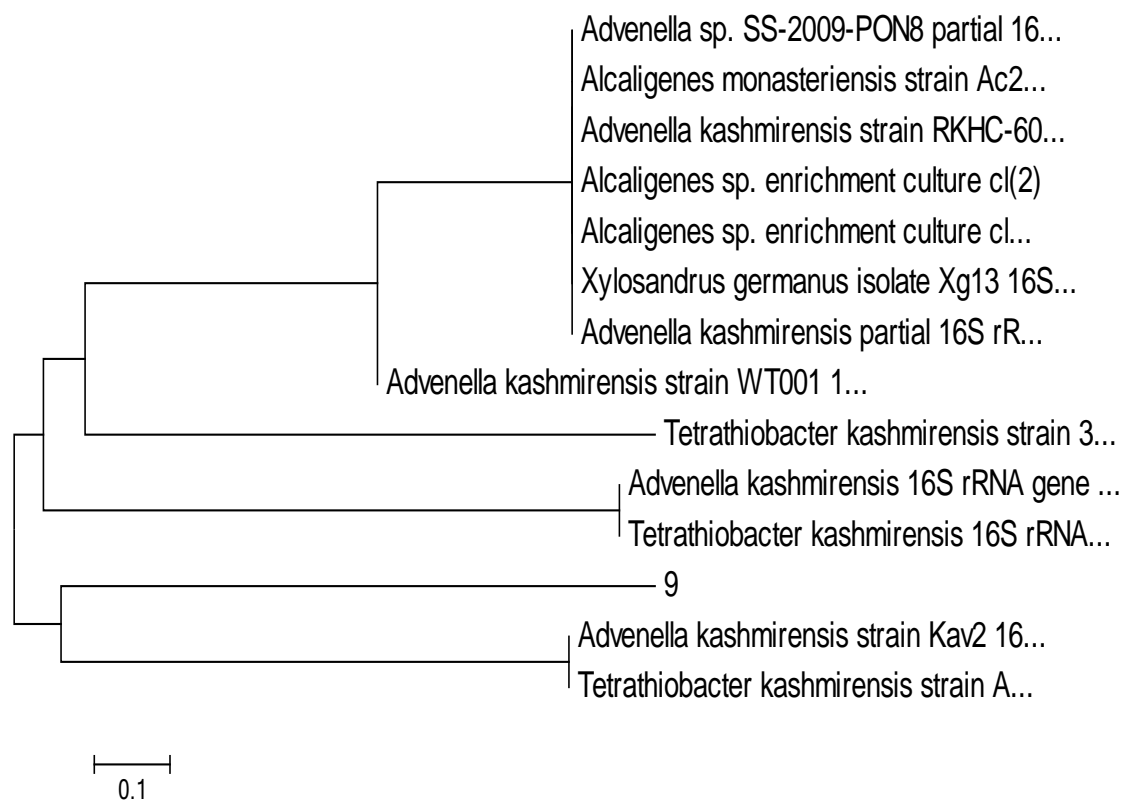 Advenella sp. SS-2009-PON8 partial 16...
Alcaligenes monasteriensis strain Ac2...
Advenella kashmirensis strain RKHC-60...
Alcaligenes sp. enrichment culture cl(2)
Alcaligenes sp. enrichment culture cl...
Xylosandrus germanus isolate Xg13 16S...
Advenella kashmirensis partial 16S rR...
Advenella kashmirensis strain WT001 1...
Tetrathiobacter kashmirensis strain 3...
Advenella kashmirensis 16S rRNA gene ...
Tetrathiobacter kashmirensis 16S rRNA...
9
Advenella kashmirensis strain Kav2 16...
Tetrathiobacter kashmirensis strain A...
0.1